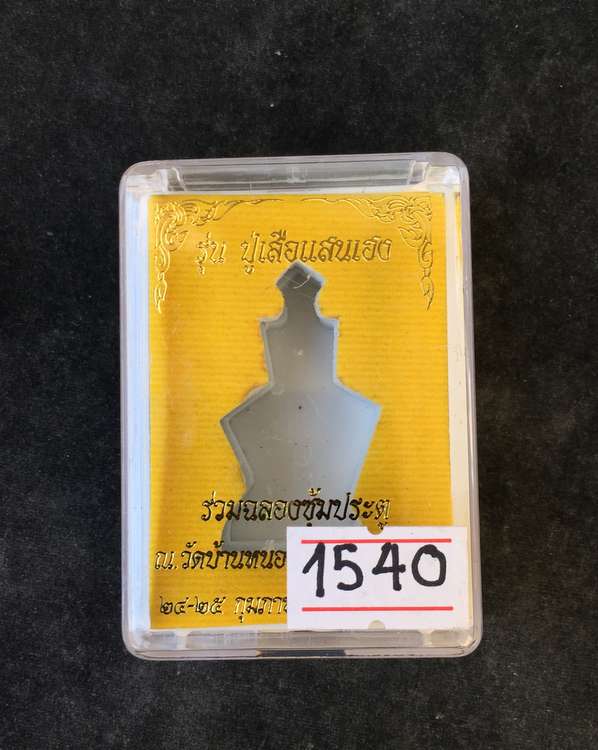 รุ่น ปู่เสือแสนเฮง
ร่วมฉลองซุ้มประตู
ณ.วัดบ้านหนอ
๒๔-๒๕ กุมภา
1540